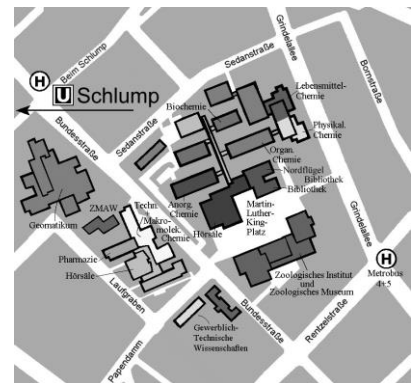 H
Beim Schlump
U Schlump
Sedanstraße
Grindelallee
Bornstraße
Lebensmittel-
Chemie
Biochemie
Physikal.
Chemie
Bundesstraße
Sedanstraße
Organ.
Chemie
Nordflügel
Bibliothek
Bibliothek
Anorg.
Chemie
Martin-
Luther-
King-
Platz
Hörsäle
Grindelallee
ZMAW
Techn.
/Makro-
molek.
Chemie
Geomatikum
Pharmazie
Hörsäle
H
Metrobus
4+5
Zoologisches Institut
und
Zoologisches Museum
Laufgraben
Bundesstraße
Rentzelstraße
Papendamm
Gewerblich-
Technische
Wissenschaften